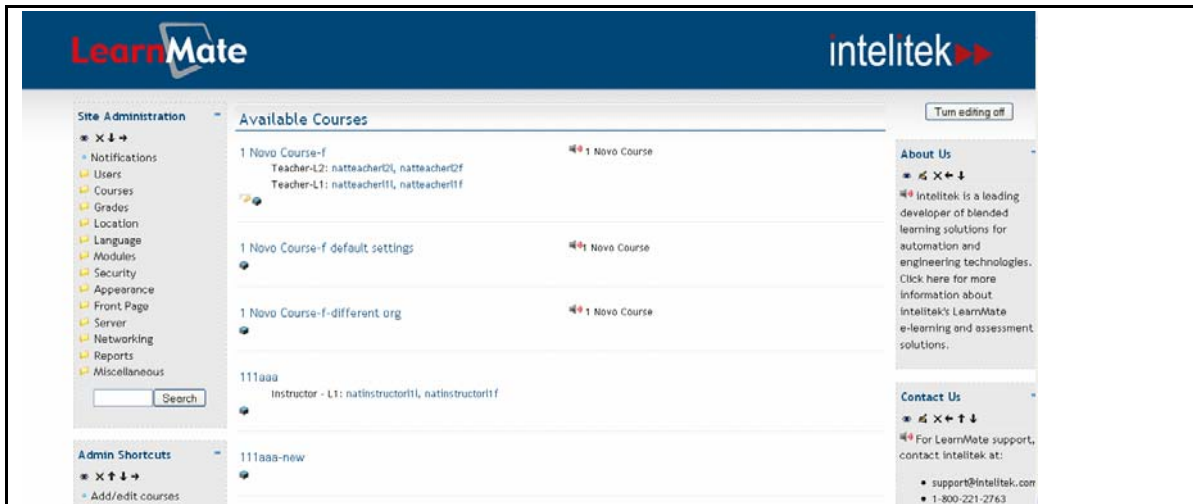 LearnMate
intelitek
Site Administration
Notifications
Users
Courses
Grades
Location
Language
Modules
Security
Appearance
Front Page
Server
Networking
Reports
Miscellaneous
Search
Admin Shortcuts
Add/edit courses
Available Courses
1 Novo Course-f
Teacher-L2: natteacherl2l, natteacherl2f
Teacher-L1: natteacherl1l, natteacherl1f
1 Novo Course
1 Novo Course-f default settings
1 Novo Course
1 Novo Course-f-different org
1 Novo Course
111aaa
Instructor - L1: natinstructorl1l, natinstructorl1f
111aaa-new
Turn editing off
About Us
intelitek is a leading
developer of blended
learning solutions for
automation and
engineering technologies.
Click here for more
information about
intelitek's LearnMate
e-learning and assessment
solutions.
Contact Us
For LearnMate support,
contact intelitek at:
support@intelitek.com
1-800-221-2763